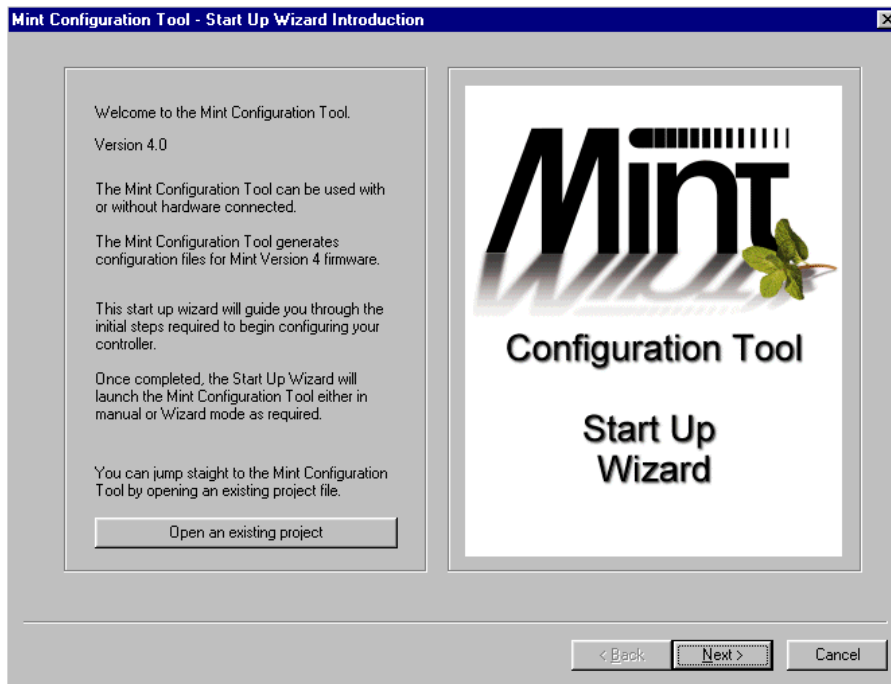 Mint Configuration Tool - Start Up Wizard Introduction
Welcome to the Mint Configuration Tool.
Version 4.0
The Mint Configuration Tool can be used with
or without hardware connected.
The Mint Configuration Tool generates
configuration files for Mint Version 4 firmware.
This start up wizard will guide you through the
initial steps required to begin configuring your
controller.
Once completed, the Start Up Wizard will
launch the Mint Configuration Tool either in
manual or Wizard mode as required.
You can jump staight to the Mint Configuration
Tool by opening an existing project file.
Open an existing project
Mint
Configuration Tool
Start Up
Wizard
< Back
Next >
Cancel